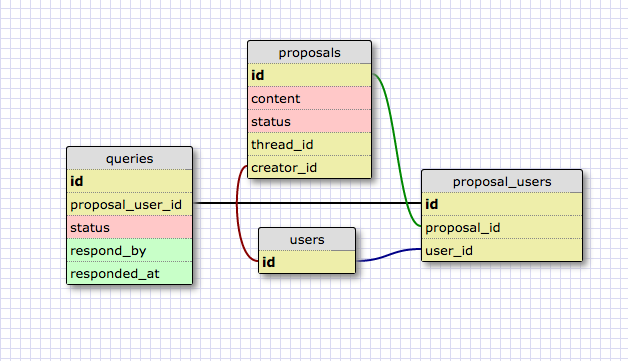 proposals
id
content
status
thread_id
creator_id
queries
id
proposal_user_id
status
respond_by
responded_at
users
id
proposal_users
id
proposal_id
user_id